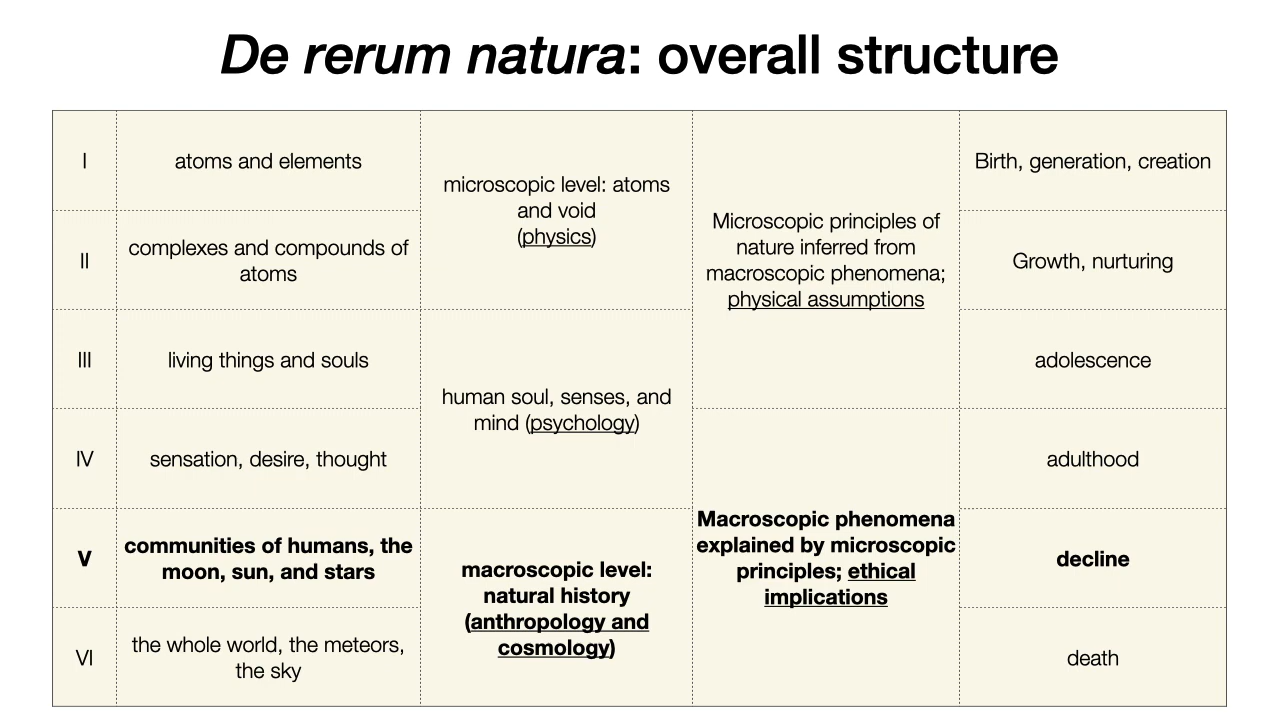 De rerum natura: overall structure
I
atoms and elements
microscopic level: atoms
and void
(physics)
Microscopic principles of
nature inferred from
macroscopic phenomena;
physical assumptions
Birth, generation, creation
II
complexes and compounds of
atoms
Growth, nurturing
III
living things and souls
human soul, senses, and
mind (psychology)
adolescence
IV
sensation, desire, thought
Macroscopic phenomena
explained by microscopic
principles; ethical
implications
adulthood
V
communities of humans, the
moon, sun, and stars
macroscopic level:
natural history
(anthropology and
cosmology)
decline
VI
the whole world, the meteors,
the sky
death